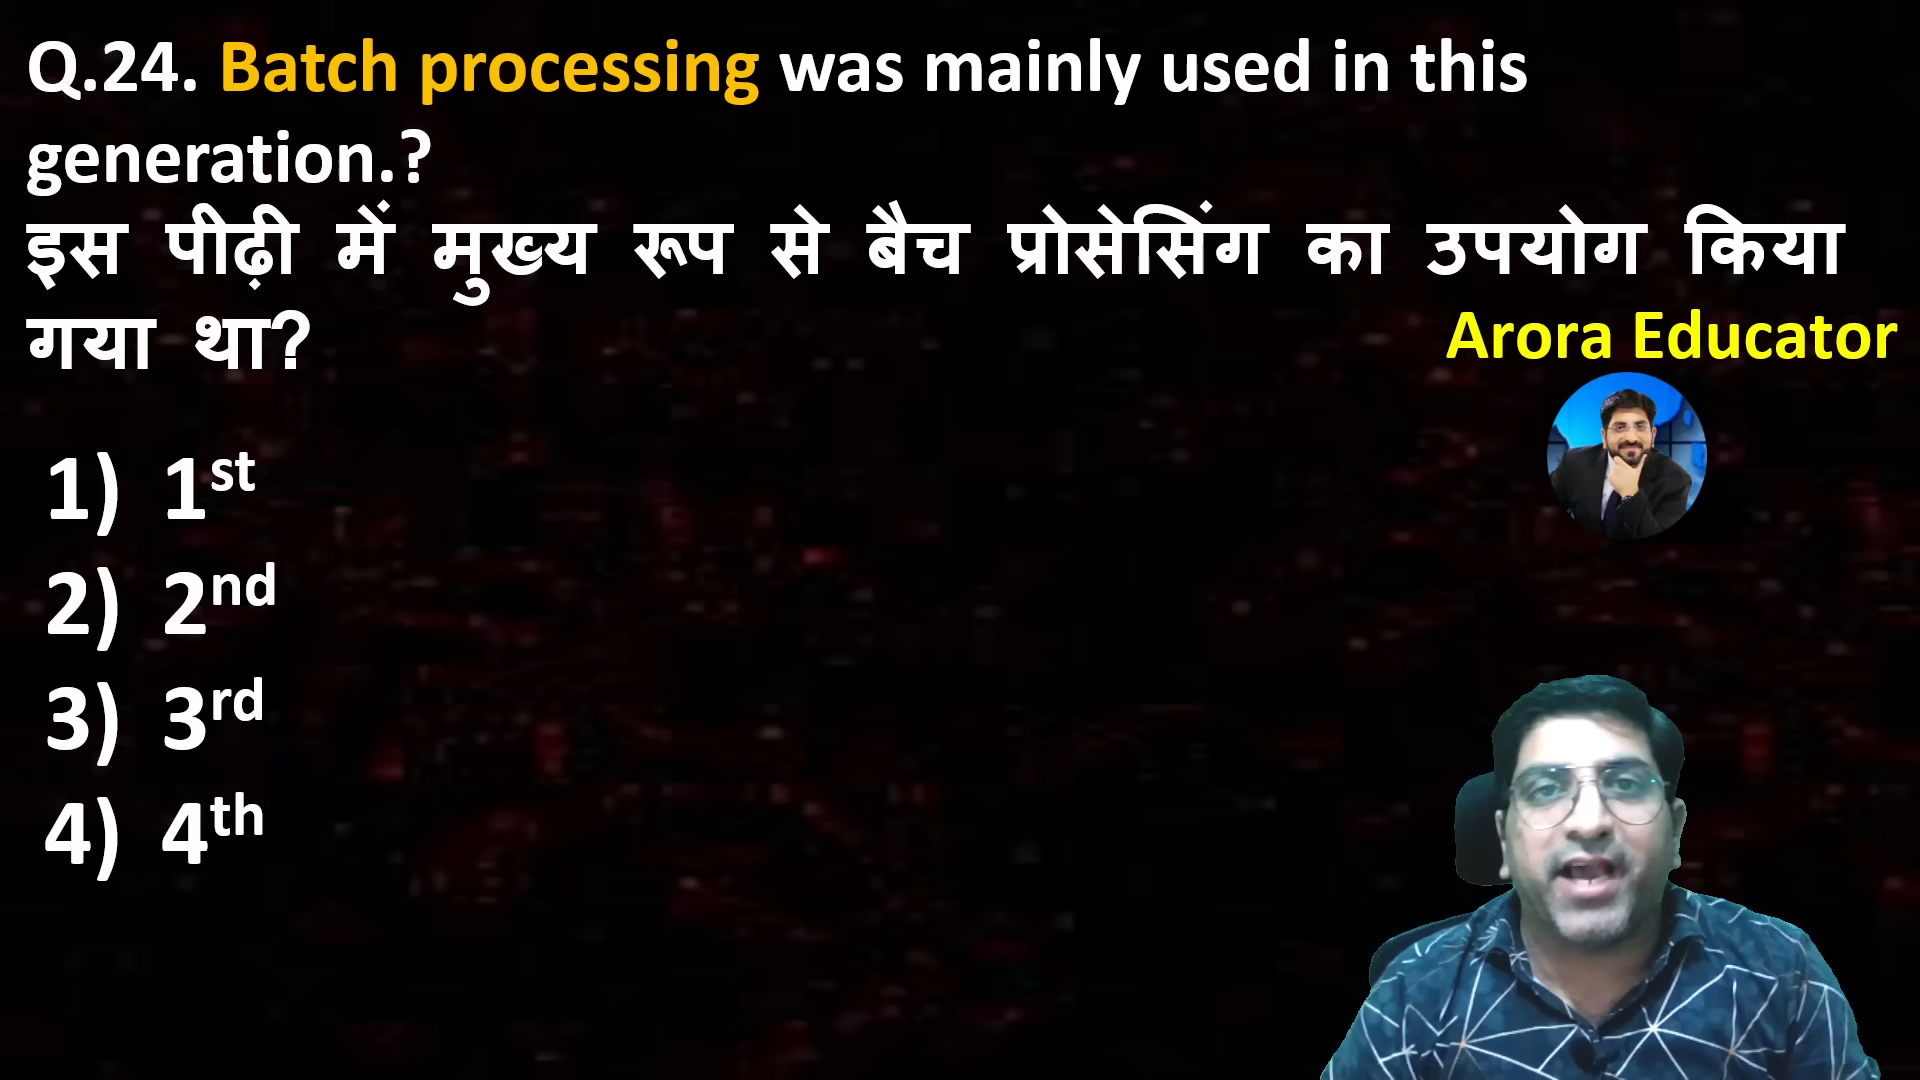 Q.24. Batch processing was mainly used in this
generation.?
इस पीढ़ी में मुख्य रूप से बैच प्रोसेसिंग का उपयोग किया
गया था?
Arora Educator
1) 1st
2) 2nd
3) 3rd
4) 4th